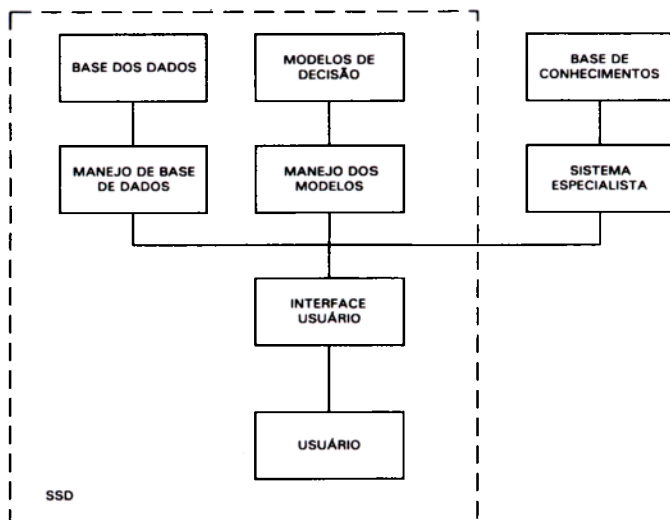 BASE DOS DADOS
MODELOS DE
DECISÃO
BASE DE
CONHECIMENTOS
MANEJO DE BASE
DE DADOS
MANEJO DOS
MODELOS
SISTEMA
ESPECIALISTA
INTERFACE
USUÁRIO
USUÁRIO
SSD